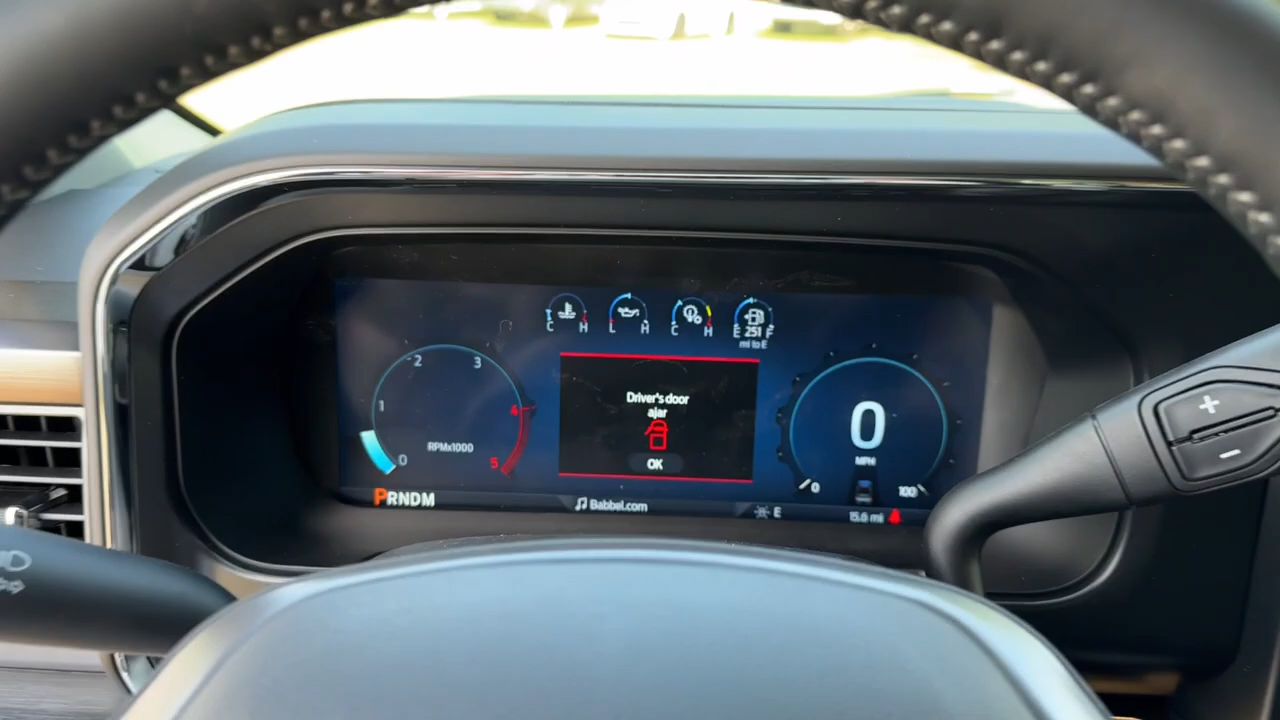 C H
L H
C H
E 251 F
mi to E
2 3
1 4
0 5
RPMx1000
Driver's door
ajar
OK
0
MPH
0 100
PRNDM
Babbel.com
E
15.6 mi
+
−